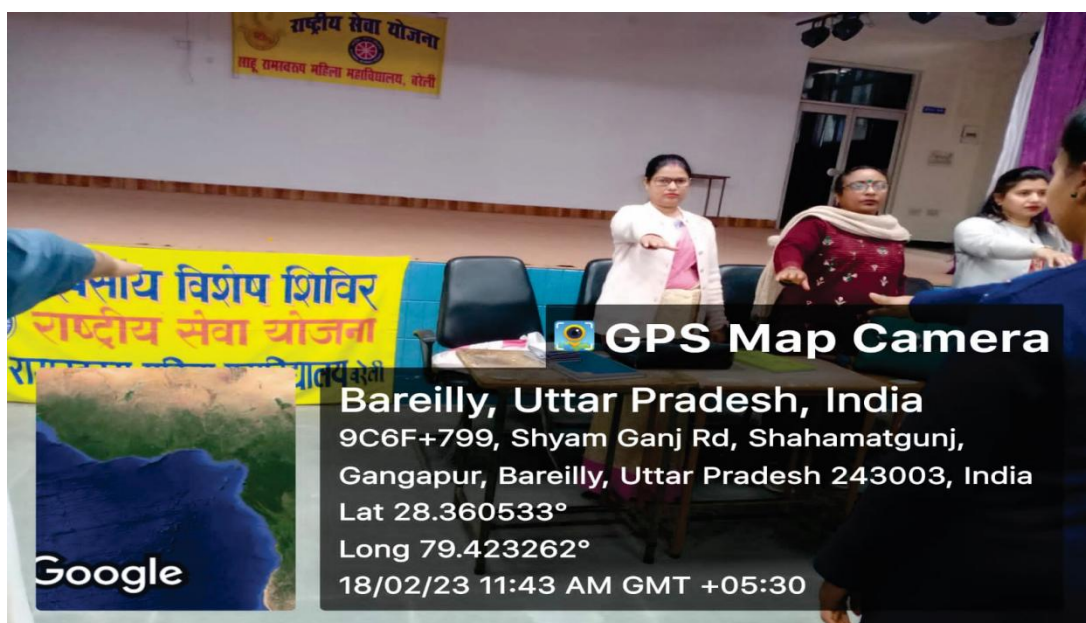 राष्ट्रीय सेवा योजना
साहू रामस्वरूप महिला महाविद्यालय, बरेली
विशेष शिविर
राष्ट्रीय सेवा योजना
बरेली
GPS Map Camera
Bareilly, Uttar Pradesh, India
9C6F+799, Shyam Ganj Rd, Shahamatgunj,
Gangapur, Bareilly, Uttar Pradesh 243003, India
Lat 28.360533°
Long 79.423262°
18/02/23 11:43 AM GMT +05:30
Google